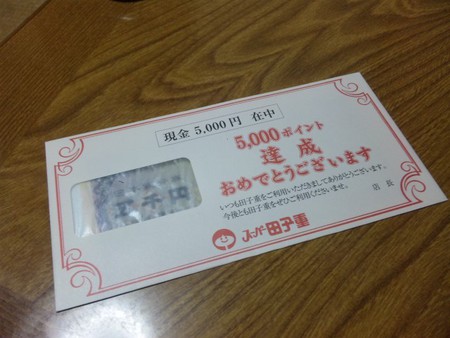 現金 5,000円 在中
5,000ポイント
達成
おめでとうございます
いつも田子重をご利用いただきましてありがとうございます。
今後とも田子重をぜひご利用くださいませ。
店長
スーパー田子重
五千円